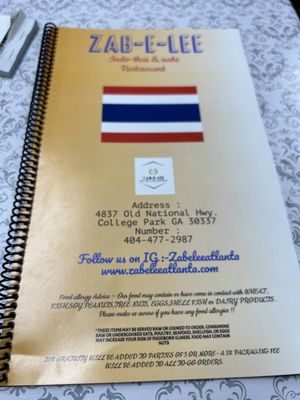 ZAB-E-LEE
Indo-thai & sushi
Restaurant
ZAB-E-LEE
Address :
4837 Old National Hwy.
College Park GA 30337
Number :
404-477-2987
Follow us on IG :-Zabeleeatlanta
www.zabelleatlanta.com
Food allergy Advice :- Our food may contain or have come in contact with WHEAT,
FISH,SOY,PEANUTS,TREE NUTS, EGGS,SHELL FISH or DAIRY PRODUCTS .
Please make us aware if you have any food allergies !!
*THESE ITEMS MAY BE SERVED RAW OR COOKED TO ORDER. CONSUMING
RAW OR UNDERCOOKED EATS, POULTRY, SEAFOOD, SHELLFISH, OR EGGS
MAY INCREASE YOUR RISK OF FOODBORN ILLNESS. FOOD MAY CONTAIN
NUTS
20% GRATUITY WILL BE ADDED TO PARTIES OF 5 OR MORE - A 5% PACKAGING FEE
WILL BE ADDED TO ALL TO-GO ORDERS.